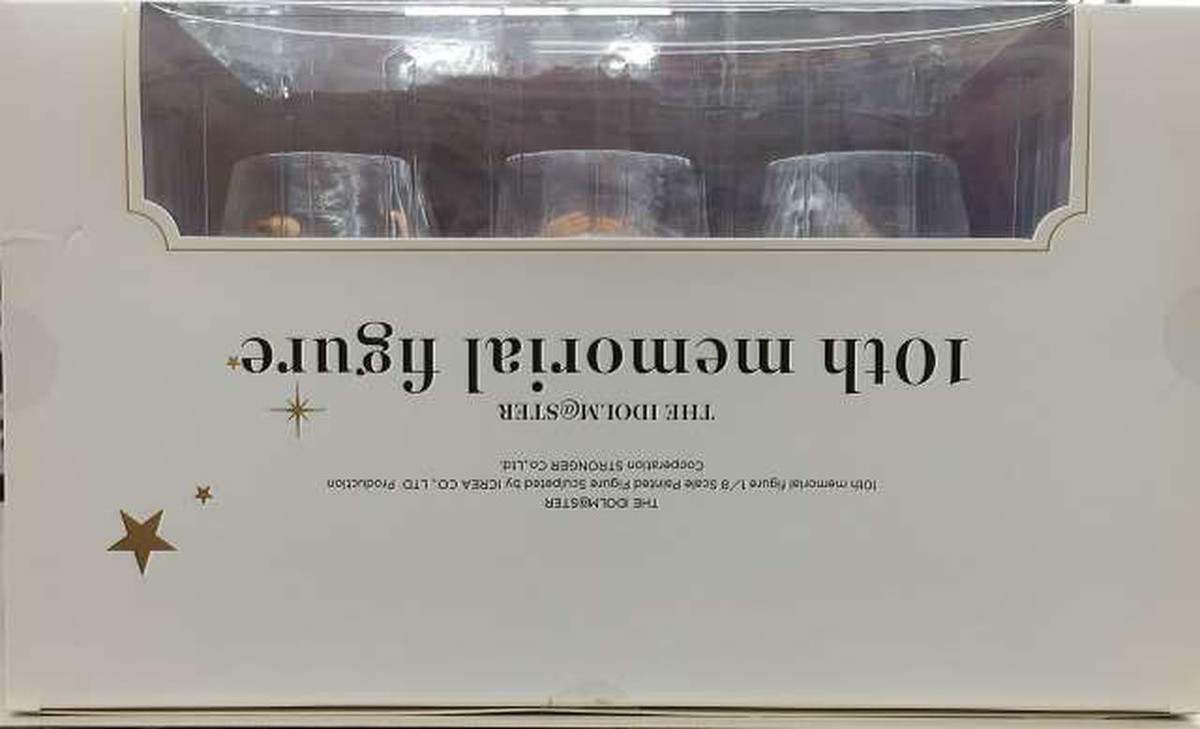 THE IDOLM@STER
10th memorial figure 1/8 Scale Painted Figure Sculpeted by ICREA CO., LTD Production
Cooperation STRONGER Co.,Ltd.
THE IDOLM@STER
10th memorial figure